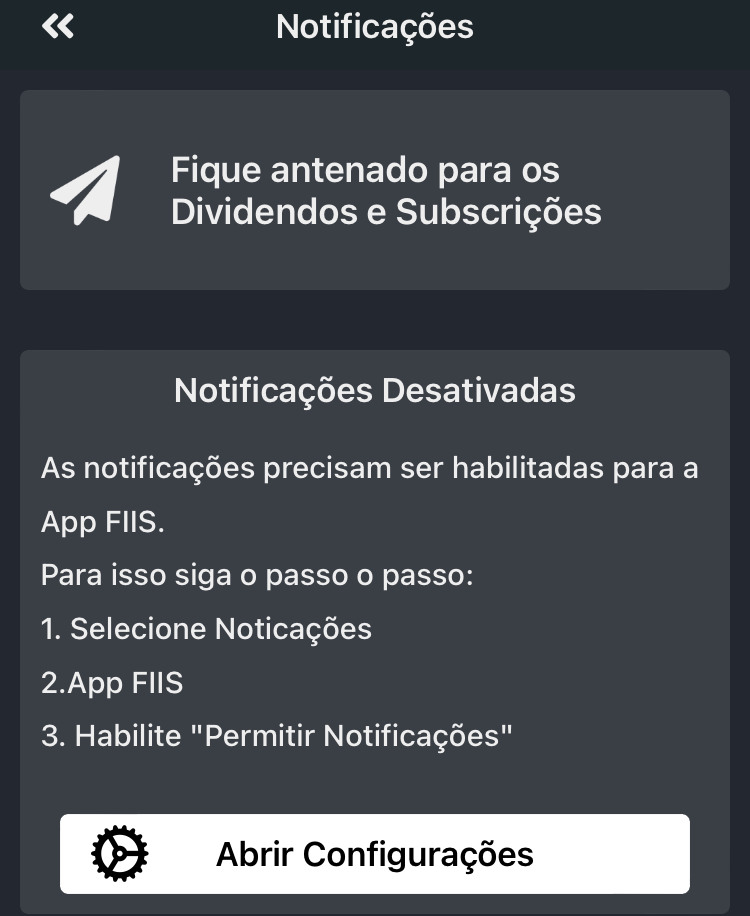 Notificações
Fique antenado para os
Dividendos e Subscrições
Notificações Desativadas
As notificações precisam ser habilitadas para a
App FIIS.
Para isso siga o passo o passo:
1. Selecione Noticações
2.App FIIS
3. Habilite "Permitir Notificações"
Abrir Configurações